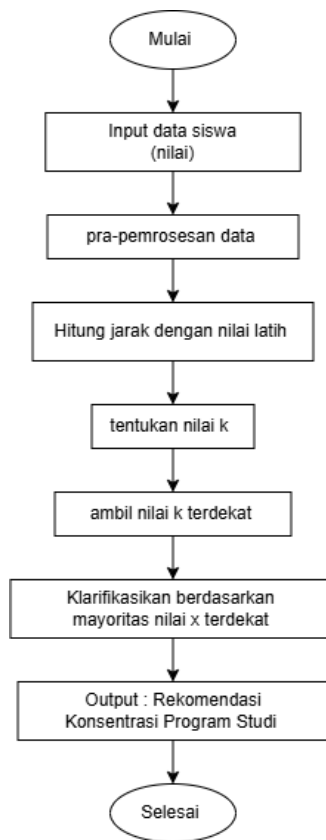 Mulai
Input data siswa
(nilai)
pra-pemrosesan data
Hitung jarak dengan nilai latih
tentukan nilai k
ambil nilai k terdekat
Klarifikasikan berdasarkan
mayoritas nilai x terdekat
Output : Rekomendasi
Konsentrasi Program Studi
Selesai